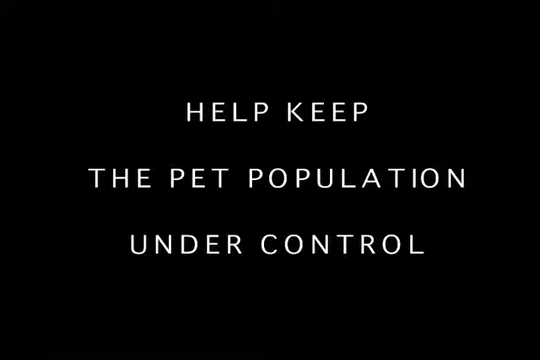 HELP KEEP
THE PET POPULATION
UNDER CONTROL